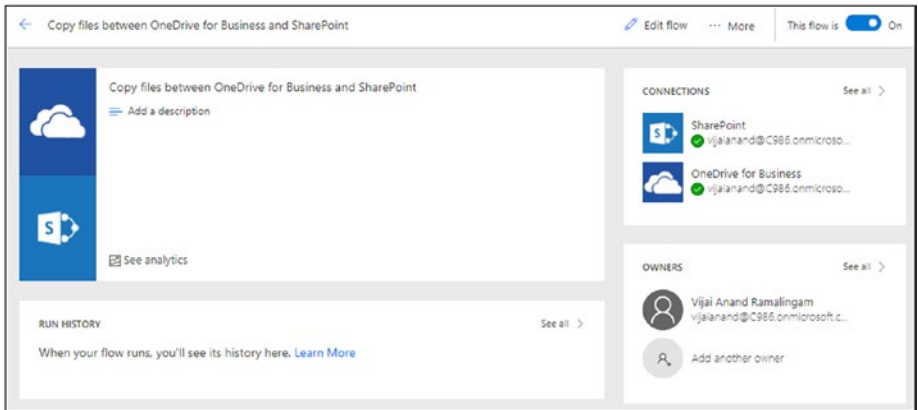 Copy files between OneDrive for Business and SharePoint
Edit flow
... More
This flow is
On
Copy files between OneDrive for Business and SharePoint
Add a description
See analytics
RUN HISTORY
See all
When your flow runs, you'll see its history here. Learn More
CONNECTIONS
See all
SharePoint
vijaianand@C986.onmicroso...
OneDrive for Business
vijaianand@C986.onmicroso...
OWNERS
See all
Vijai Anand Ramalingam
vijaianand@C986.onmicrosoft.c...
Add another owner